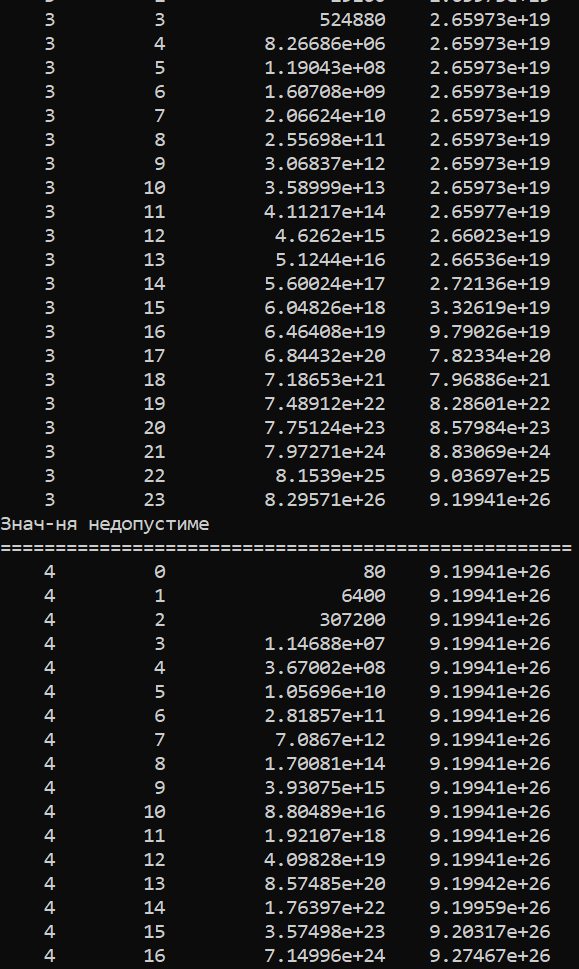 3 3 524880 2.65973e+19
3 4 8.26686e+06 2.65973e+19
3 5 1.19043e+08 2.65973e+19
3 6 1.60708e+09 2.65973e+19
3 7 2.06624e+10 2.65973e+19
3 8 2.55698e+11 2.65973e+19
3 9 3.06837e+12 2.65973e+19
3 10 3.58999e+13 2.65973e+19
3 11 4.11217e+14 2.65977e+19
3 12 4.6262e+15 2.66023e+19
3 13 5.1244e+16 2.66536e+19
3 14 5.60024e+17 2.72136e+19
3 15 6.04826e+18 3.32619e+19
3 16 6.46408e+19 9.79026e+19
3 17 6.84432e+20 7.82334e+20
3 18 7.18653e+21 7.96886e+21
3 19 7.48912e+22 8.28601e+22
3 20 7.75124e+23 8.57984e+23
3 21 7.97271e+24 8.83069e+24
3 22 8.1539e+25 9.03697e+25
3 23 8.29571e+26 9.19941e+26
Знач-ня недопустиме
====================================================
4 0 80 9.19941e+26
4 1 6400 9.19941e+26
4 2 307200 9.19941e+26
4 3 1.14688e+07 9.19941e+26
4 4 3.67002e+08 9.19941e+26
4 5 1.05696e+10 9.19941e+26
4 6 2.81857e+11 9.19941e+26
4 7 7.0867e+12 9.19941e+26
4 8 1.70081e+14 9.19941e+26
4 9 3.93075e+15 9.19941e+26
4 10 8.80489e+16 9.19941e+26
4 11 1.92107e+18 9.19941e+26
4 12 4.09828e+19 9.19941e+26
4 13 8.57485e+20 9.19942e+26
4 14 1.76397e+22 9.19959e+26
4 15 3.57498e+23 9.20317e+26
4 16 7.14996e+24 9.27467e+26